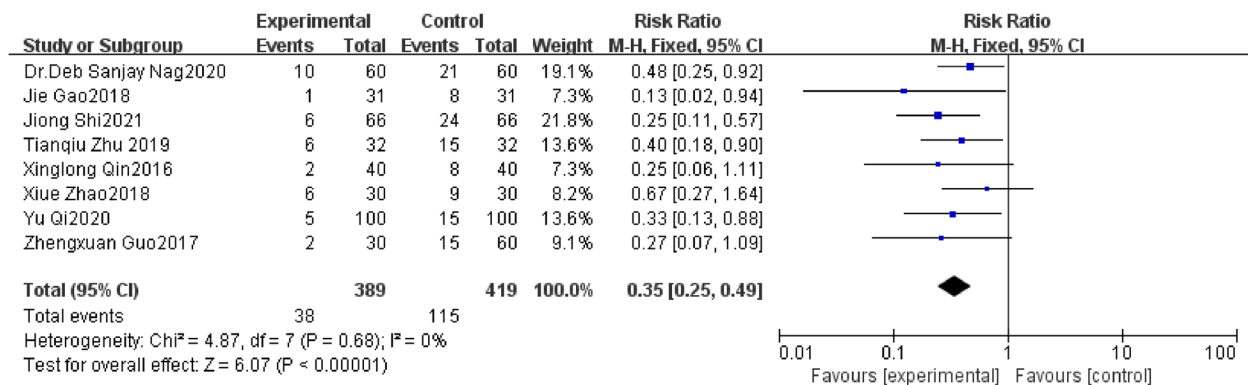 Experimental Control Risk Ratio Risk Ratio
Study or Subgroup Events Total Events Total Weight M-H, Fixed, 95% CI M-H, Fixed, 95% CI
Dr.Deb Sanjay Nag2020 10 60 21 60 19.1% 0.48 [0.25, 0.92]
Jie Gao2018 1 31 8 31 7.3% 0.13 [0.02, 0.94]
Jiong Shi2021 6 66 24 66 21.8% 0.25 [0.11, 0.57]
Tianqiu Zhu 2019 6 32 15 32 13.6% 0.40 [0.18, 0.90]
Xinglong Qin2016 2 40 8 40 7.3% 0.25 [0.06, 1.11]
Xiue Zhao2018 6 30 9 30 8.2% 0.67 [0.27, 1.64]
Yu Qi2020 5 100 15 100 13.6% 0.33 [0.13, 0.88]
Zhengxuan Guo2017 2 30 15 60 9.1% 0.27 [0.07, 1.09]
Total (95% CI) 389 419 100.0% 0.35 [0.25, 0.49]
Total events 38 115
Heterogeneity: Chi² = 4.87, df = 7 (P = 0.68); I² = 0%
Test for overall effect: Z = 6.07 (P < 0.00001)
0.01 0.1 1 10 100
Favours [experimental] Favours [control]